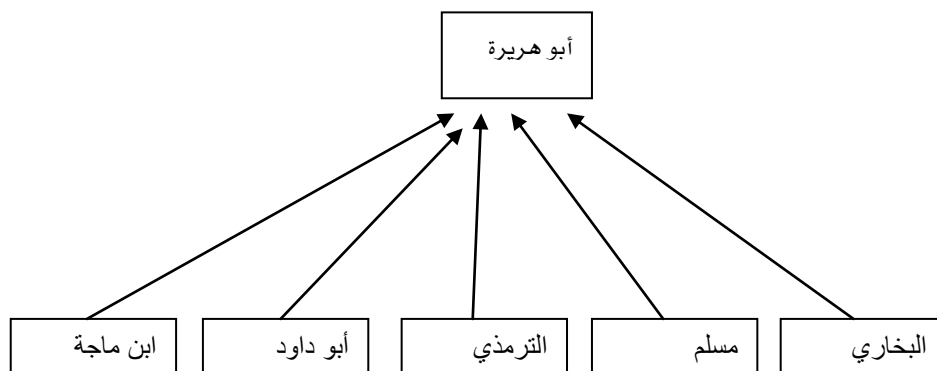 أبو هريرة
البخاري
مسلم
الترمذي
أبو داود
ابن ماجة